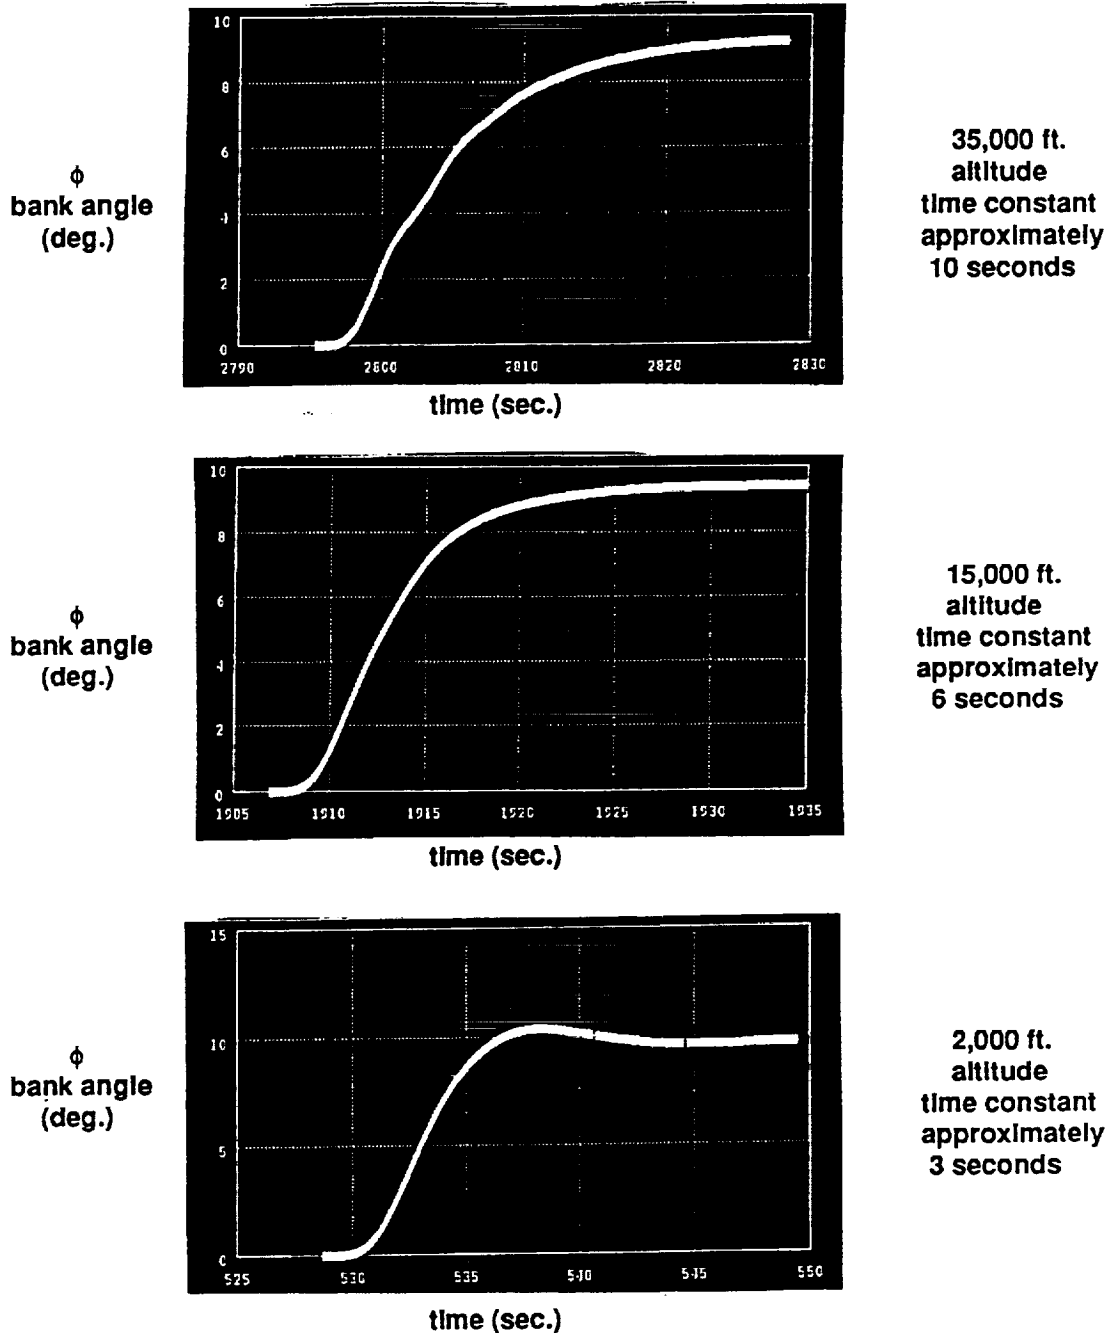 10
8
6
4
2
0
2790 2800 2810 2820 2830
ϕ
bank angle
(deg.)
time (sec.)
35,000 ft.
altitude
time constant
approximately
10 seconds
10
8
6
4
2
0
1905 1910 1915 1920 1925 1930 1935
ϕ
bank angle
(deg.)
time (sec.)
15,000 ft.
altitude
time constant
approximately
6 seconds
15
10
5
0
525 530 535 540 545 550
ϕ
bank angle
(deg.)
time (sec.)
2,000 ft.
altitude
time constant
approximately
3 seconds